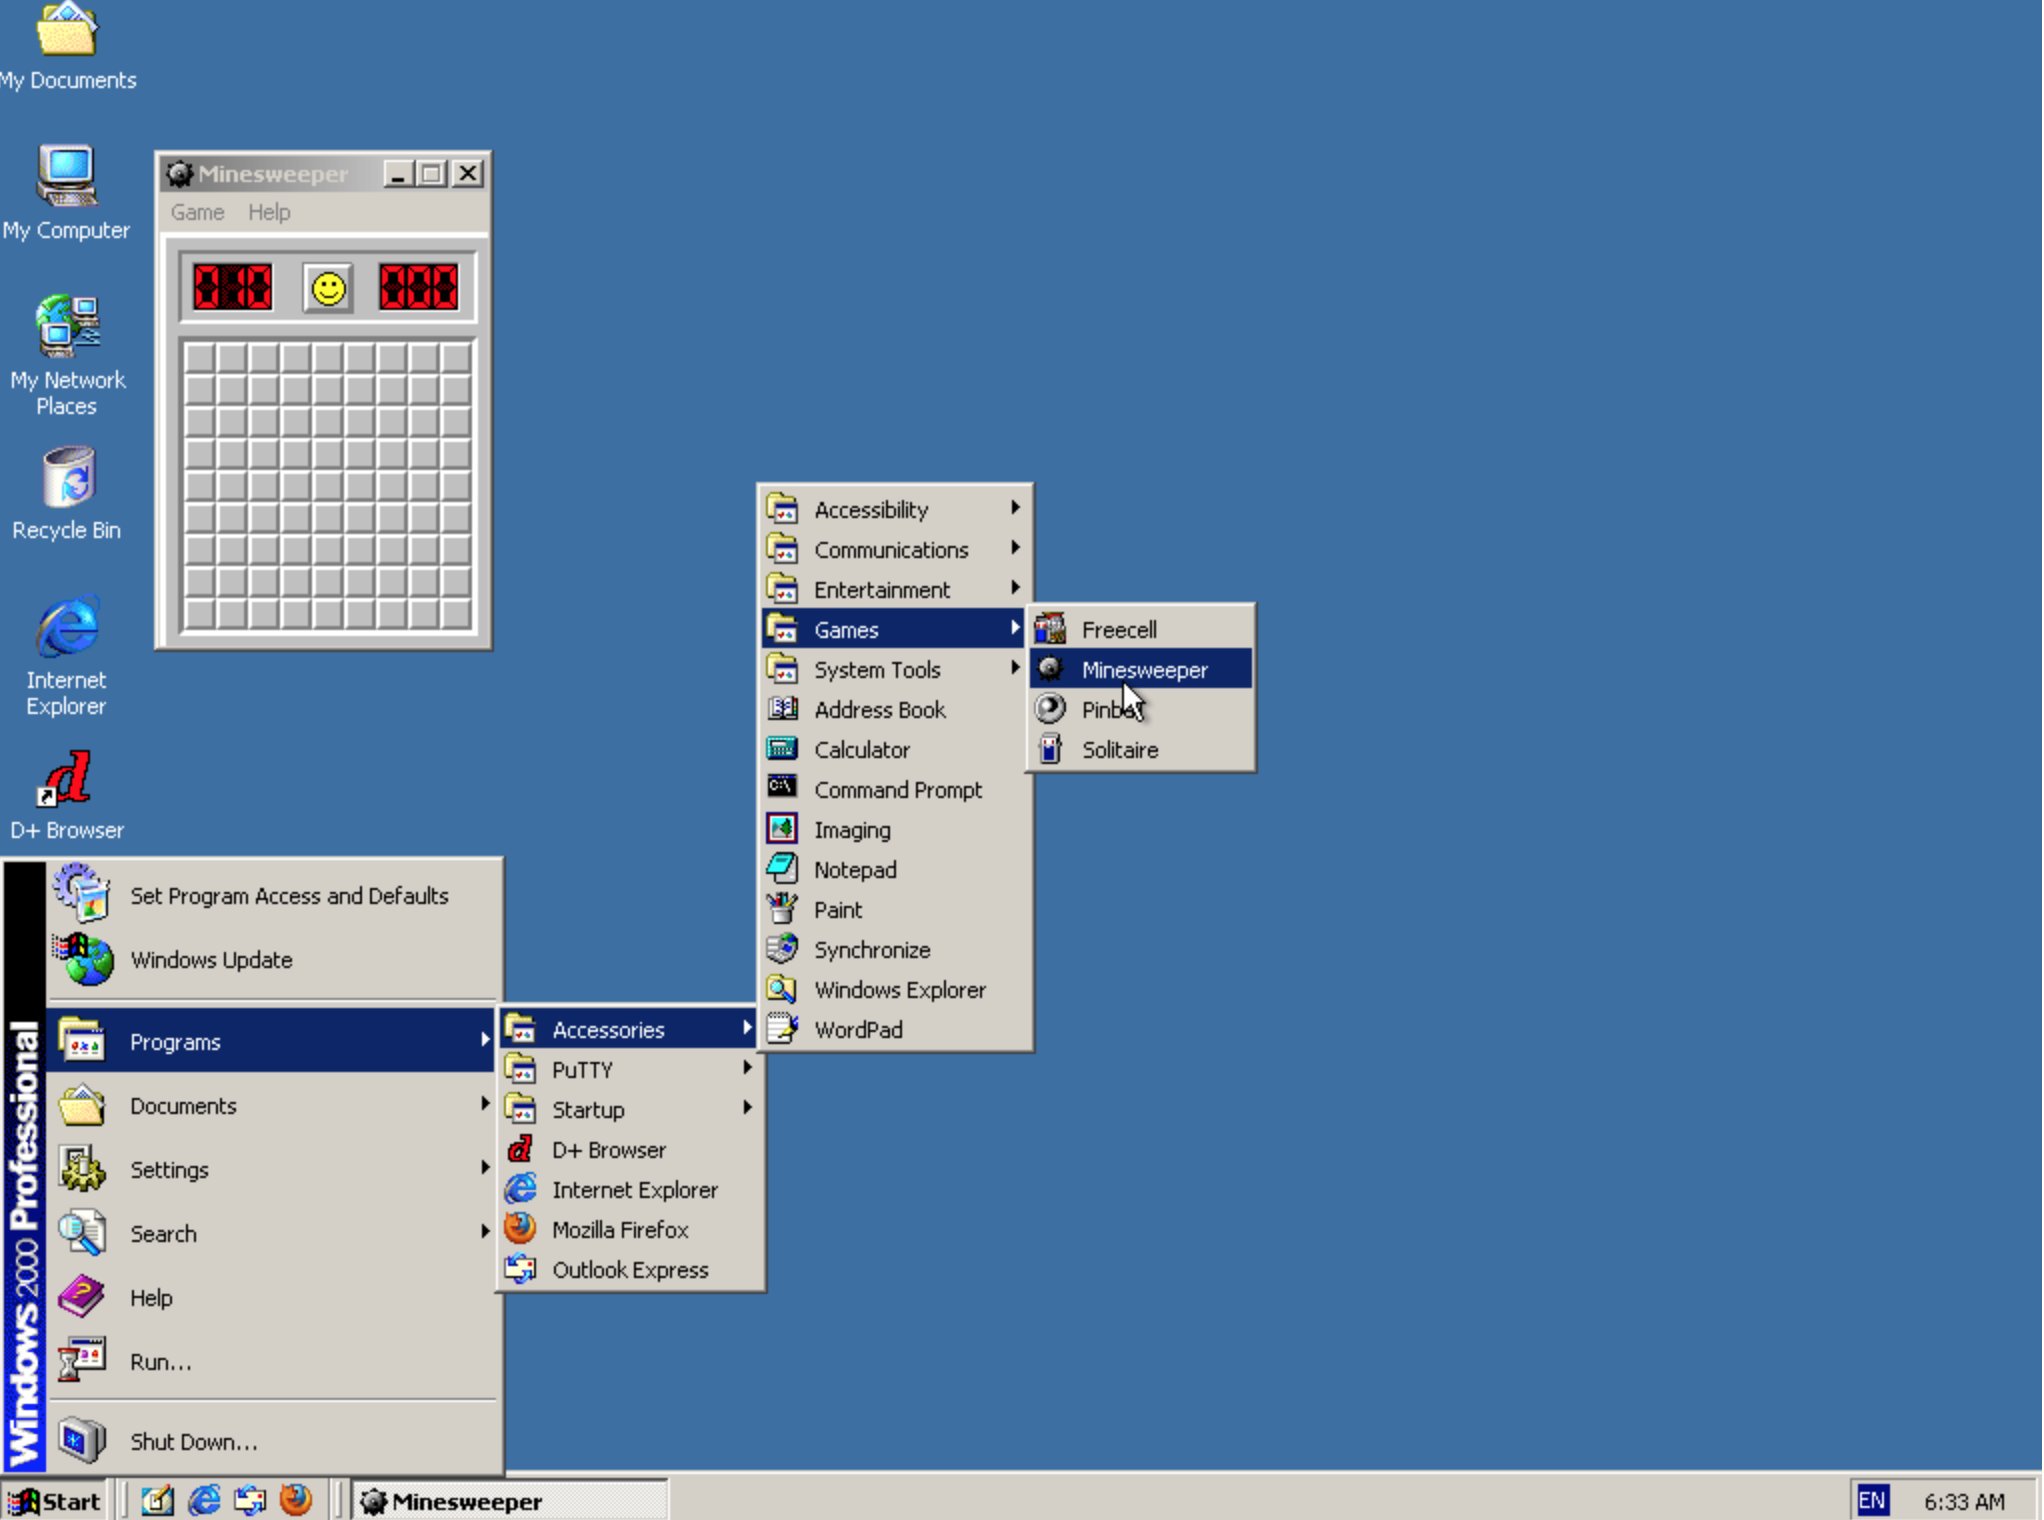 My Documents
My Computer
My Network
Places
Recycle Bin
Internet
Explorer
D+ Browser
Minesweeper
Game Help
010 000
Accessibility
Communications
Entertainment
Games
System Tools
Address Book
Calculator
Command Prompt
Imaging
Notepad
Paint
Synchronize
Windows Explorer
WordPad
Freecell
Minesweeper
Solitaire
Windows 2000 Professional
Set Program Access and Defaults
Windows Update
Programs
Documents
Settings
Search
Help
Run...
Shut Down...
Accessories
PuTTY
Startup
D+ Browser
Internet Explorer
Mozilla Firefox
Outlook Express
Start
Minesweeper
EN
6:33 AM